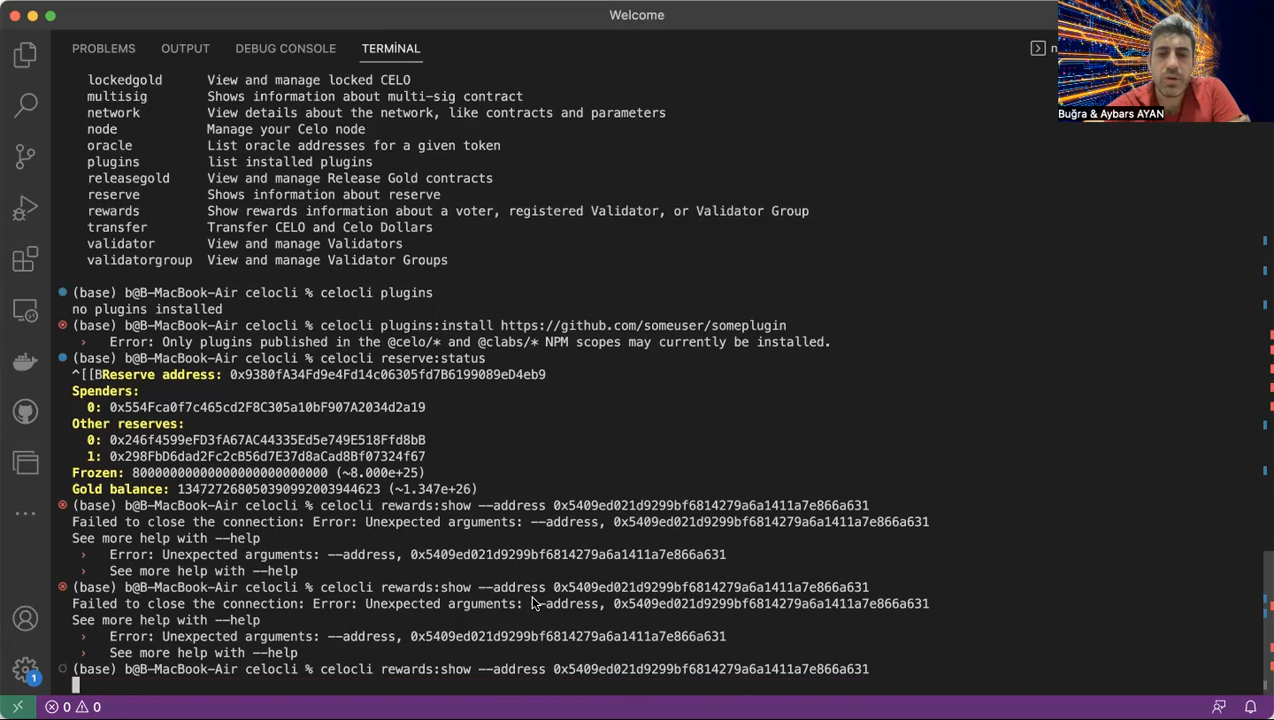 Welcome
PROBLEMS OUTPUT DEBUG CONSOLE TERMİNAL
Buğra & Aybars AYAN
lockedgold View and manage locked CELO
multisig Shows information about multi-sig contract
network View details about the network, like contracts and parameters
node Manage your Celo node
oracle List oracle addresses for a given token
plugins list installed plugins
releasegold View and manage Release Gold contracts
reserve Shows information about reserve
rewards Show rewards information about a voter, registered Validator, or Validator Group
transfer Transfer CELO and Celo Dollars
validator View and manage Validators
validatorgroup View and manage Validator Groups
(base) b@B-MacBook-Air celocli % celocli plugins
no plugins installed
(base) b@B-MacBook-Air celocli % celocli plugins:install https://github.com/someuser/someplugin
› Error: Only plugins published in the @celo/* and @clabs/* NPM scopes may currently be installed.
(base) b@B-MacBook-Air celocli % celocli reserve:status
^[[BReserve address: 0x9380fA34Fd9e4Fd14c06305fd7B6199089eD4eb9
Spenders:
0: 0x554Fca0f7c465cd2F8C305a10bF907A2034d2a19
Other reserves:
0: 0x246f4599eFD3fA67AC44335Ed5e749E518Ffd8bB
1: 0x298FbD6dad2Fc2cB56d7E37d8aCad8Bf07324f67
Frozen: 80000000000000000000000000 (~8.000e+25)
Gold balance: 134727268050390992003944623 (~1.347e+26)
(base) b@B-MacBook-Air celocli % celocli rewards:show --address 0x5409ed021d9299bf6814279a6a1411a7e866a631
Failed to close the connection: Error: Unexpected arguments: --address, 0x5409ed021d9299bf6814279a6a1411a7e866a631
See more help with --help
› Error: Unexpected arguments: --address, 0x5409ed021d9299bf6814279a6a1411a7e866a631
› See more help with --help
(base) b@B-MacBook-Air celocli % celocli rewards:show --address 0x5409ed021d9299bf6814279a6a1411a7e866a631
Failed to close the connection: Error: Unexpected arguments: --address, 0x5409ed021d9299bf6814279a6a1411a7e866a631
See more help with --help
› Error: Unexpected arguments: --address, 0x5409ed021d9299bf6814279a6a1411a7e866a631
› See more help with --help
(base) b@B-MacBook-Air celocli % celocli rewards:show --address 0x5409ed021d9299bf6814279a6a1411a7e866a631
1
0 0